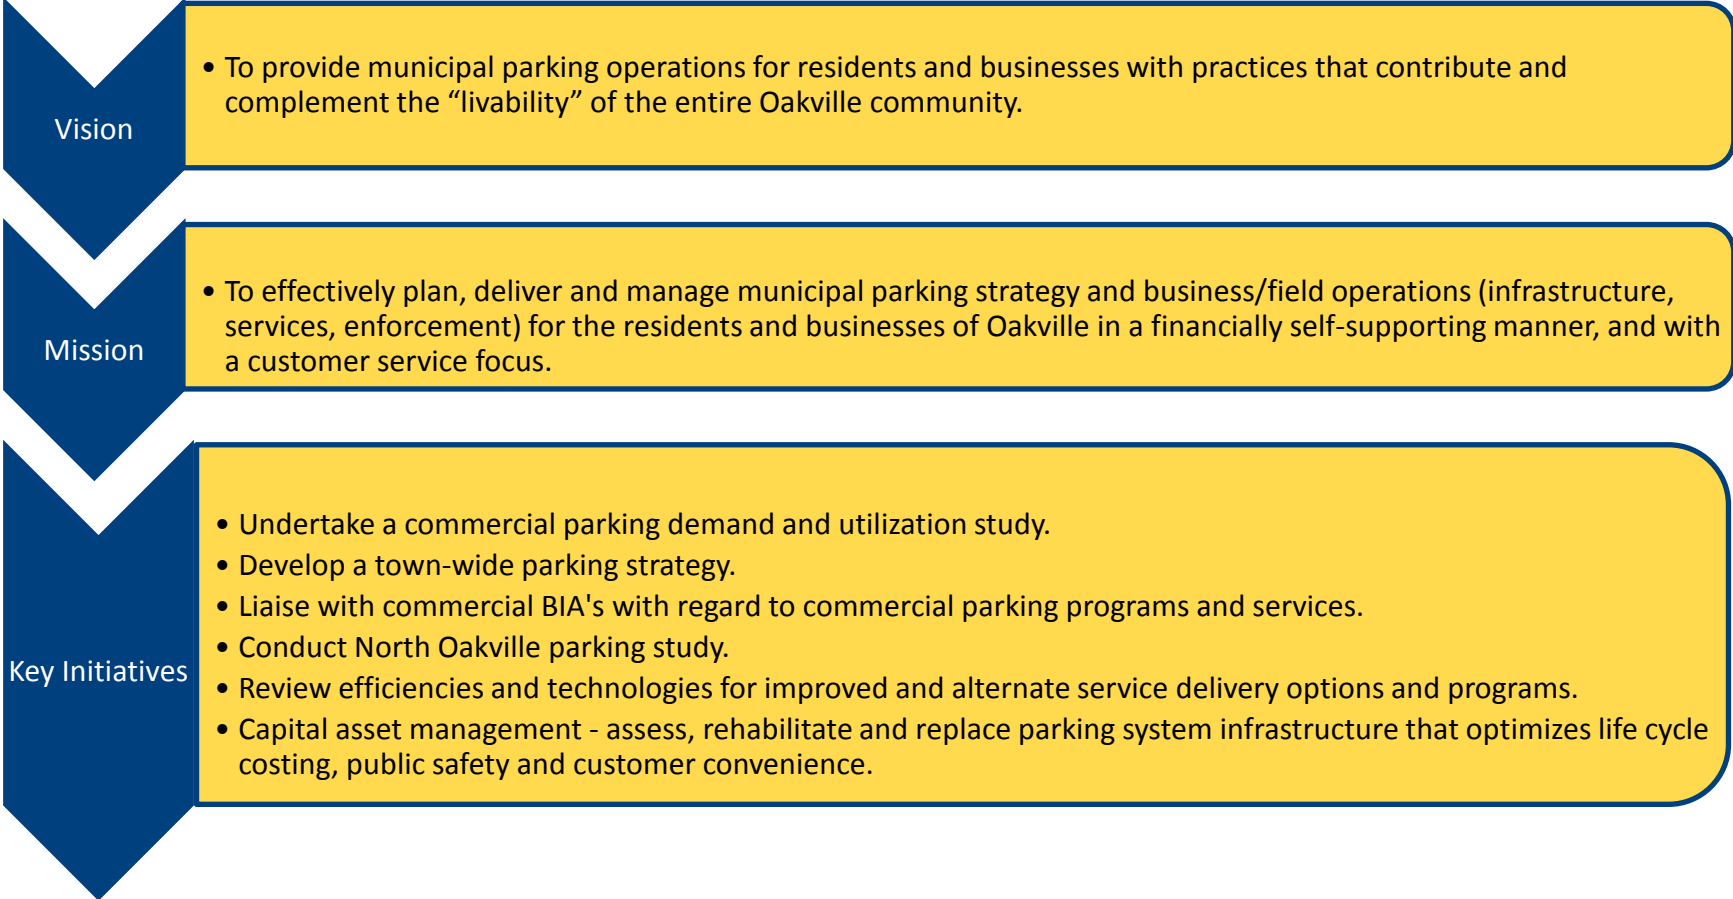 Vision
• To provide municipal parking operations for residents and businesses with practices that contribute and
complement the “livability” of the entire Oakville community.
Mission
• To effectively plan, deliver and manage municipal parking strategy and business/field operations (infrastructure,
services, enforcement) for the residents and businesses of Oakville in a financially self-supporting manner, and with
a customer service focus.
Key Initiatives
• Undertake a commercial parking demand and utilization study.
• Develop a town-wide parking strategy.
• Liaise with commercial BIA's with regard to commercial parking programs and services.
• Conduct North Oakville parking study.
• Review efficiencies and technologies for improved and alternate service delivery options and programs.
• Capital asset management - assess, rehabilitate and replace parking system infrastructure that optimizes life cycle
costing, public safety and customer convenience.